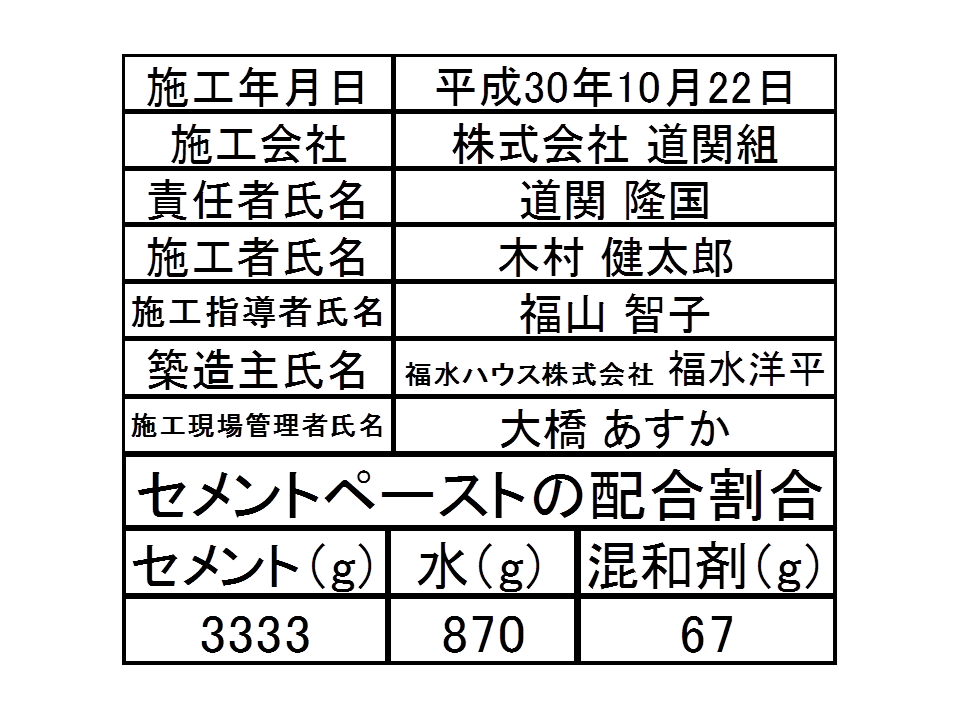 施工年月日 平成30年10月22日
施工会社 株式会社 道関組
責任者氏名 道関 隆国
施工者氏名 木村 健太郎
施工指導者氏名 福山 智子
築造主氏名 福水ハウス株式会社 福水洋平
施工現場管理者氏名 大橋 あすか
セメントペーストの配合割合
セメント(g) 水(g) 混和剤(g)
3333 870 67